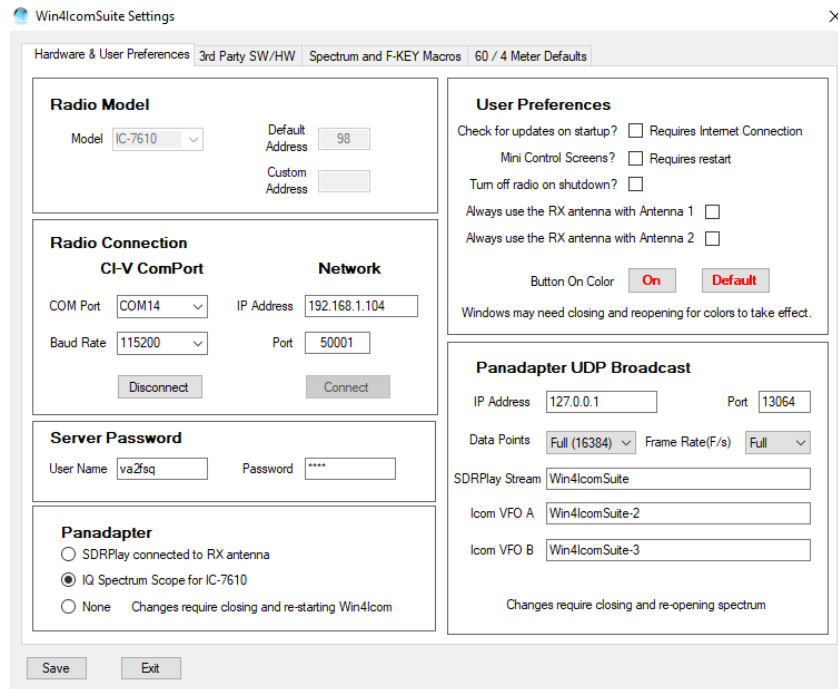 Win4IcomSuite Settings
Hardware & User Preferences 3rd Party SW/HW Spectrum and F-KEY Macros 60 / 4 Meter Defaults
Radio Model
Model IC-7610 Default Address 98
Custom Address
Radio Connection
CI-V ComPort Network
COM Port COM14 IP Address 192.168.1.104
Baud Rate 115200 Port 50001
Disconnect Connect
Server Password
User Name va2fsq Password ****
Panadapter
SDRPlay connected to RX antenna
IQ Spectrum Scope for IC-7610
None Changes require closing and re-starting Win4Icom
User Preferences
Check for updates on startup? Requires Internet Connection
Mini Control Screens? Requires restart
Turn off radio on shutdown?
Always use the RX antenna with Antenna 1
Always use the RX antenna with Antenna 2
Button On Color On Default
Windows may need closing and reopening for colors to take effect.
Panadapter UDP Broadcast
IP Address 127.0.0.1 Port 13064
Data Points Full (16384) Frame Rate(F/s) Full
SDRPlay Stream Win4IcomSuite
Icom VFO A Win4IcomSuite-2
Icom VFO B Win4IcomSuite-3
Changes require closing and re-opening spectrum
Save Exit